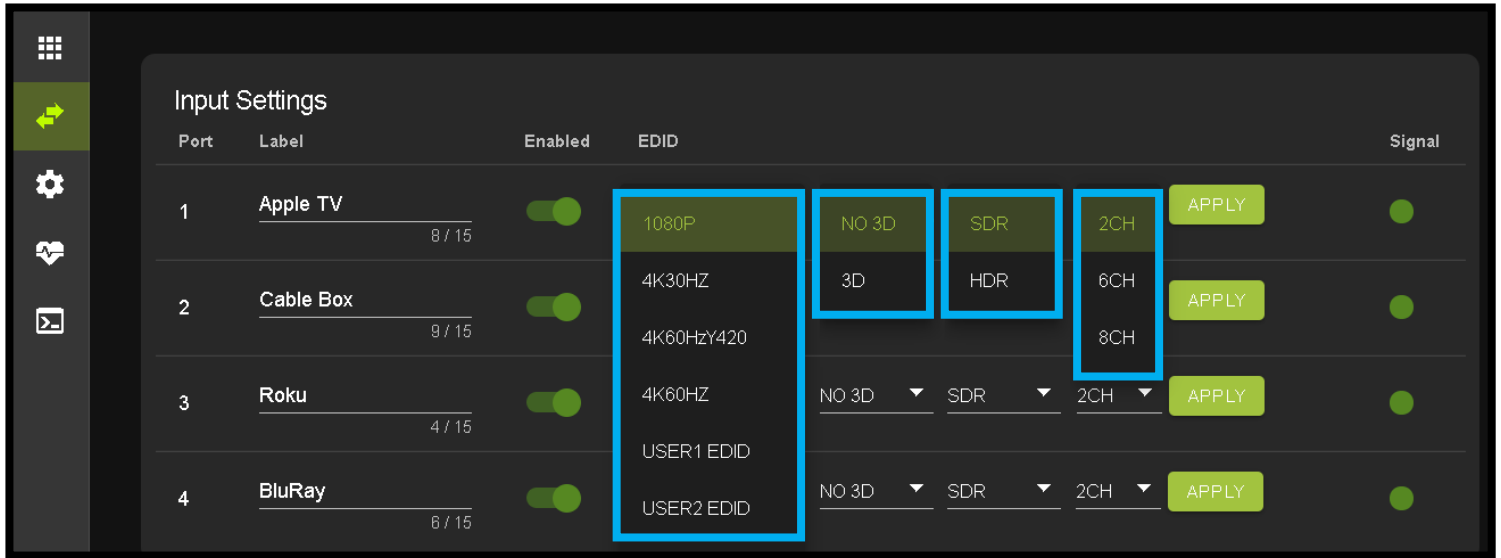 Input Settings
Port Label Enabled EDID Signal
1 Apple TV 1080P NO 3D SDR 2CH APPLY
8 / 15
4K30HZ 3D HDR 6CH
2 Cable Box APPLY
9 / 15
4K60HzY420 8CH
3 Roku 4K60HZ NO 3D SDR 2CH APPLY
4 / 15
USER1 EDID
4 BluRay NO 3D SDR 2CH APPLY
USER2 EDID
6 / 15